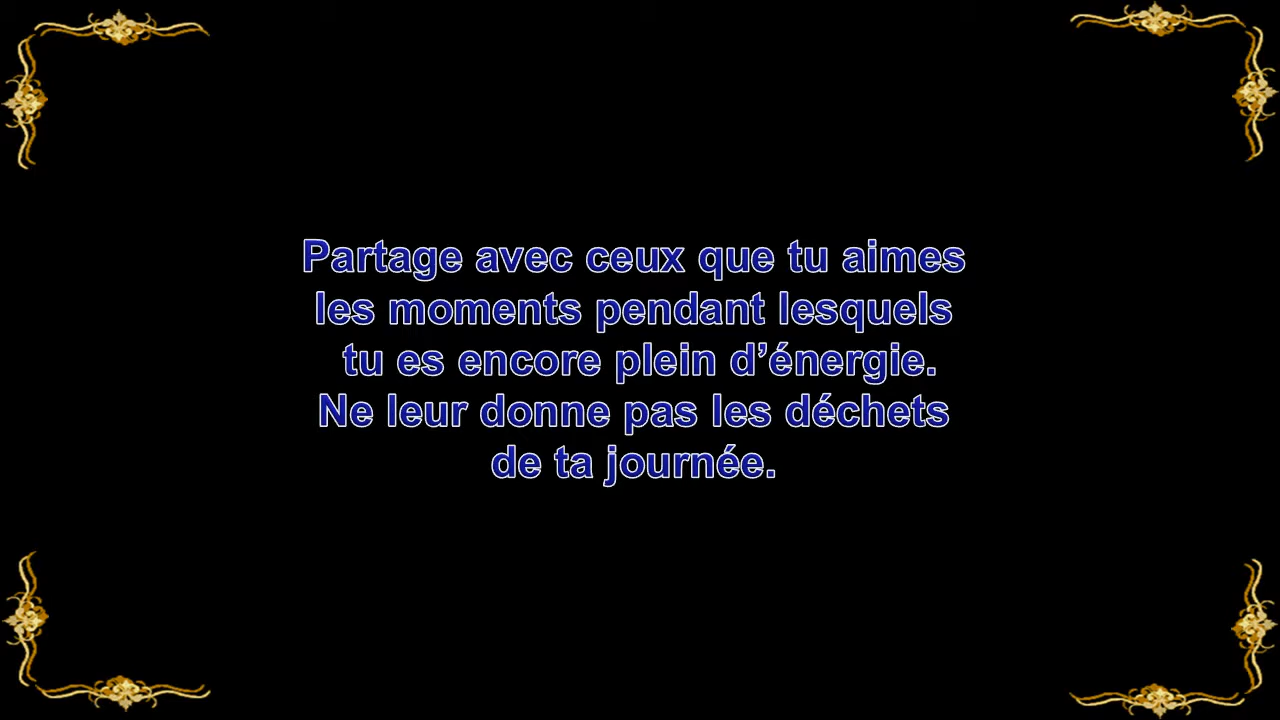 Partage avec ceux que tu aimes
les moments pendant lesquels
tu es encore plein d’énergie.
Ne leur donne pas les déchets
de ta journée.